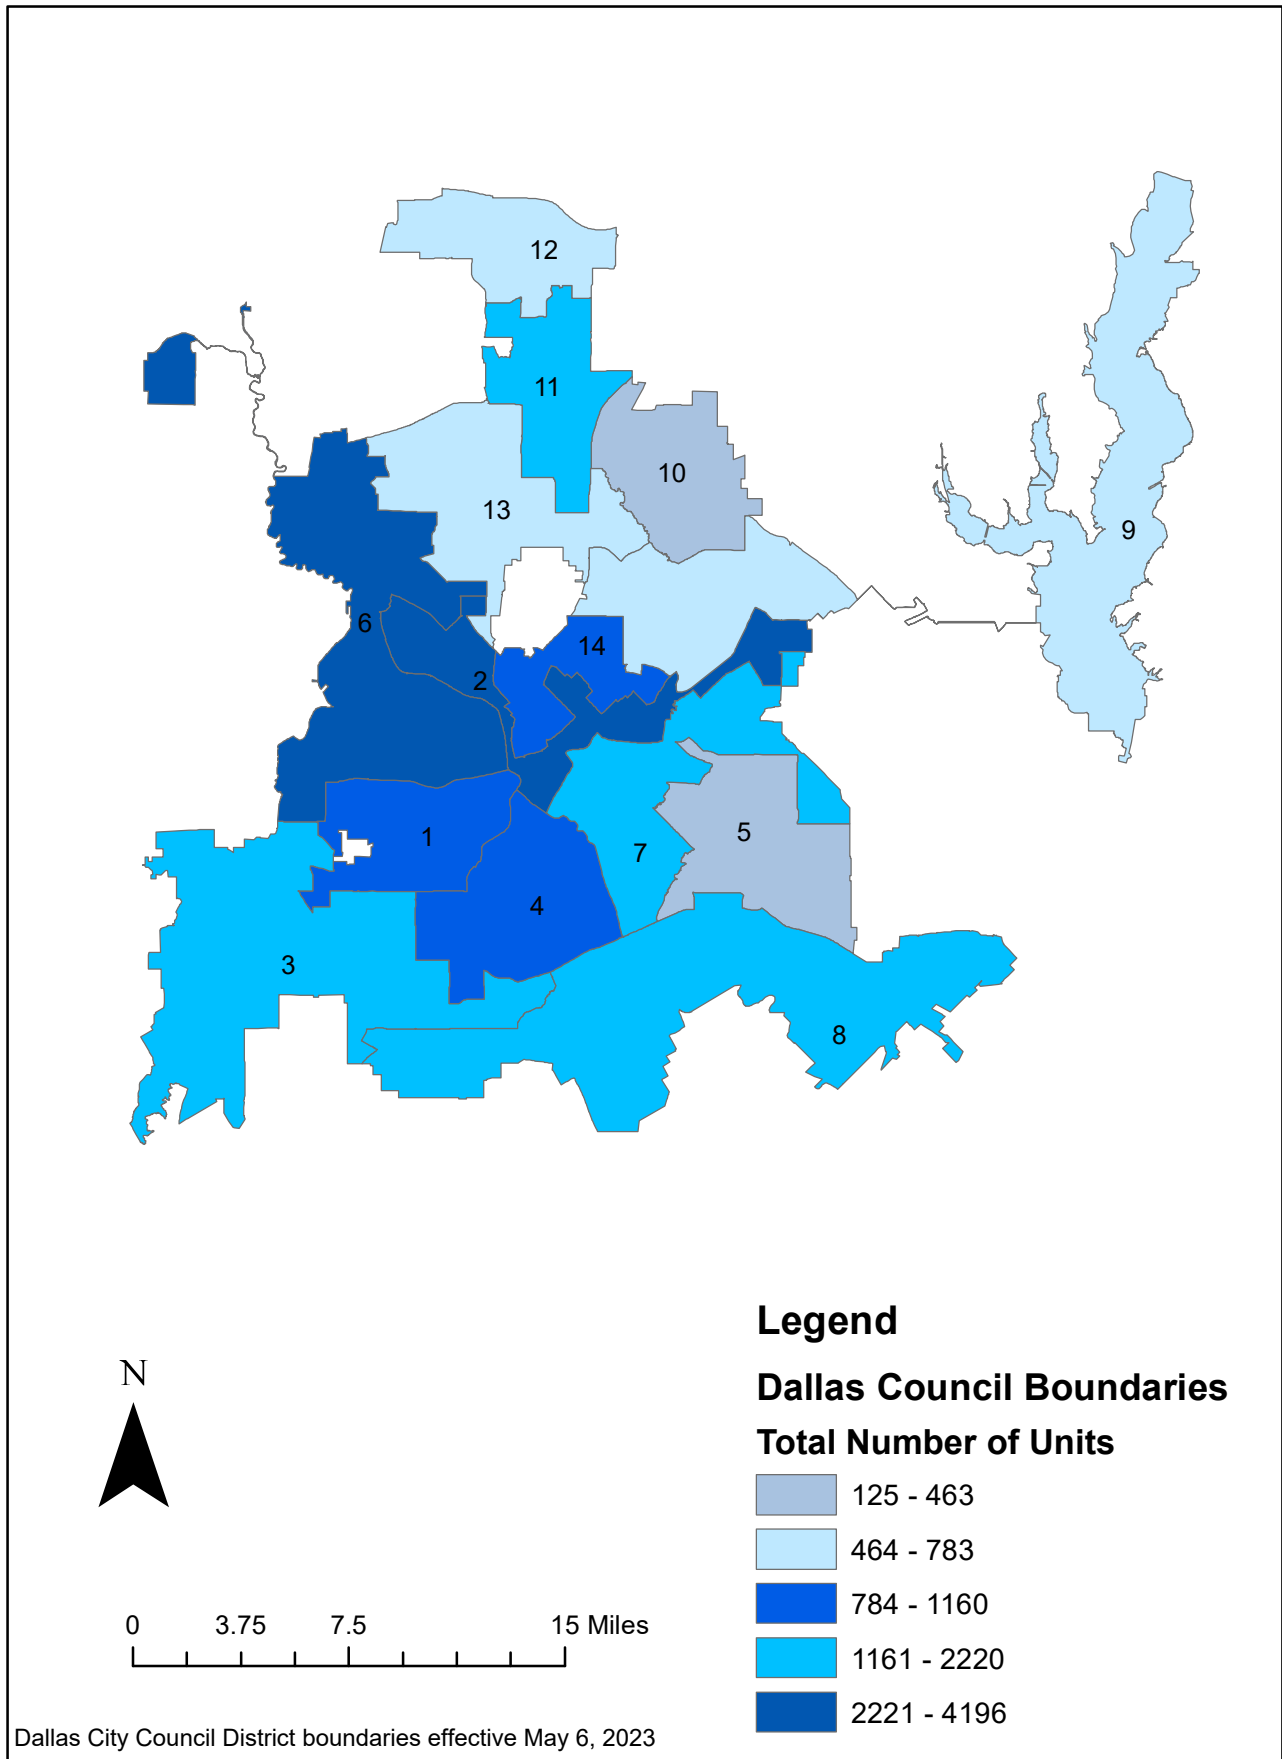 12
11
10
13
9
6
14
2
1
5
7
4
3
8
Legend
Dallas Council Boundaries
Total Number of Units
125 - 463
464 - 783
784 - 1160
1161 - 2220
2221 - 4196
N
0 3.75 7.5 15 Miles
Dallas City Council District boundaries effective May 6, 2023